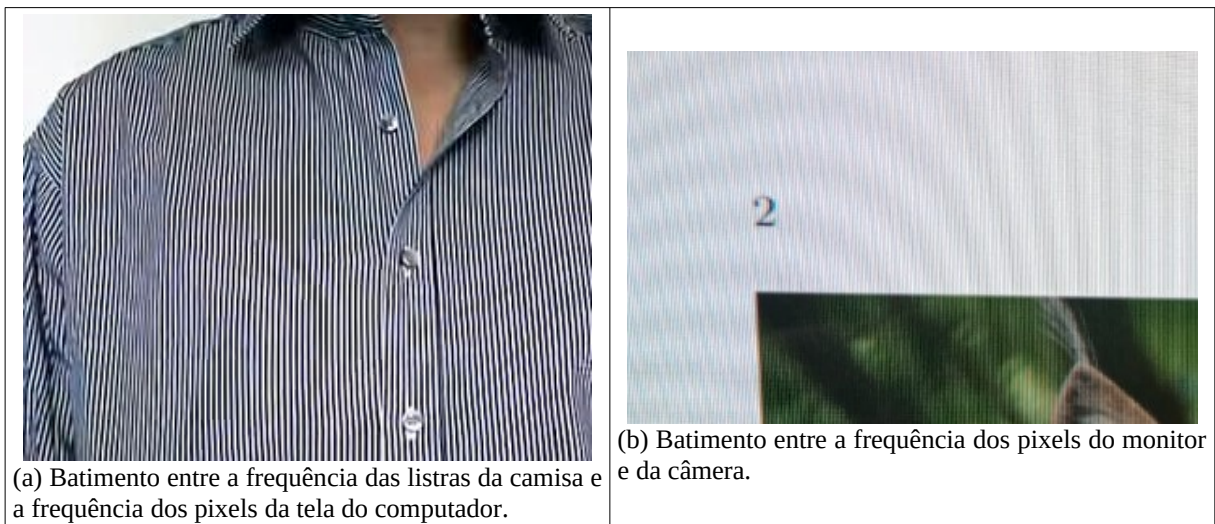 (a) Batimento entre a frequência das listras da camisa e
a frequência dos pixels da tela do computador.
2
(b) Batimento entre a frequência dos pixels do monitor
e da câmera.